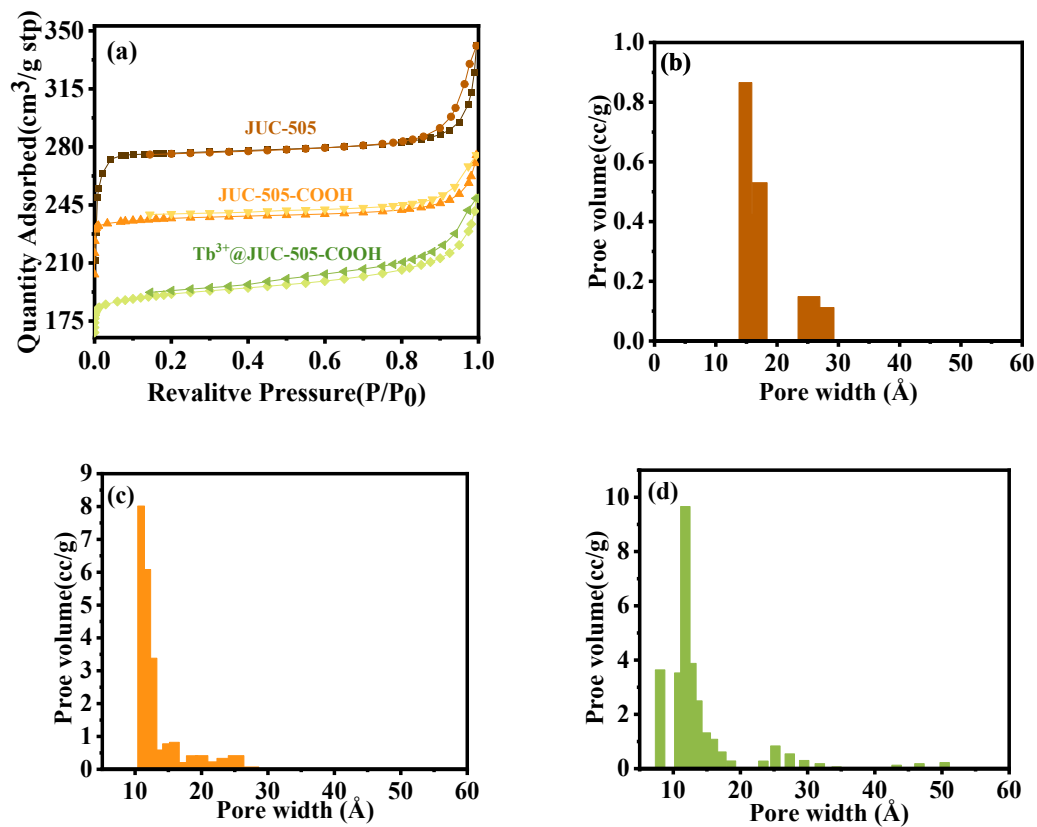 (a)
350
315
280
245
210
175
Quantity Adsorbed(cm³/g stp)
JUC-505
JUC-505-COOH
Tb³⁺@JUC-505-COOH
0.0 0.2 0.4 0.6 0.8 1.0
Revalitve Pressure(P/P0)
(b)
1.0
0.8
0.6
0.4
0.2
0.0
Proe volume(cc/g)
0 10 20 30 40 50 60
Pore width (Å)
(c)
9
8
7
6
5
4
3
2
1
0
Proe volume(cc/g)
10 20 30 40 50 60
Pore width (Å)
(d)
10
8
6
4
2
0
Proe volume(cc/g)
10 20 30 40 50 60
Pore width (Å)